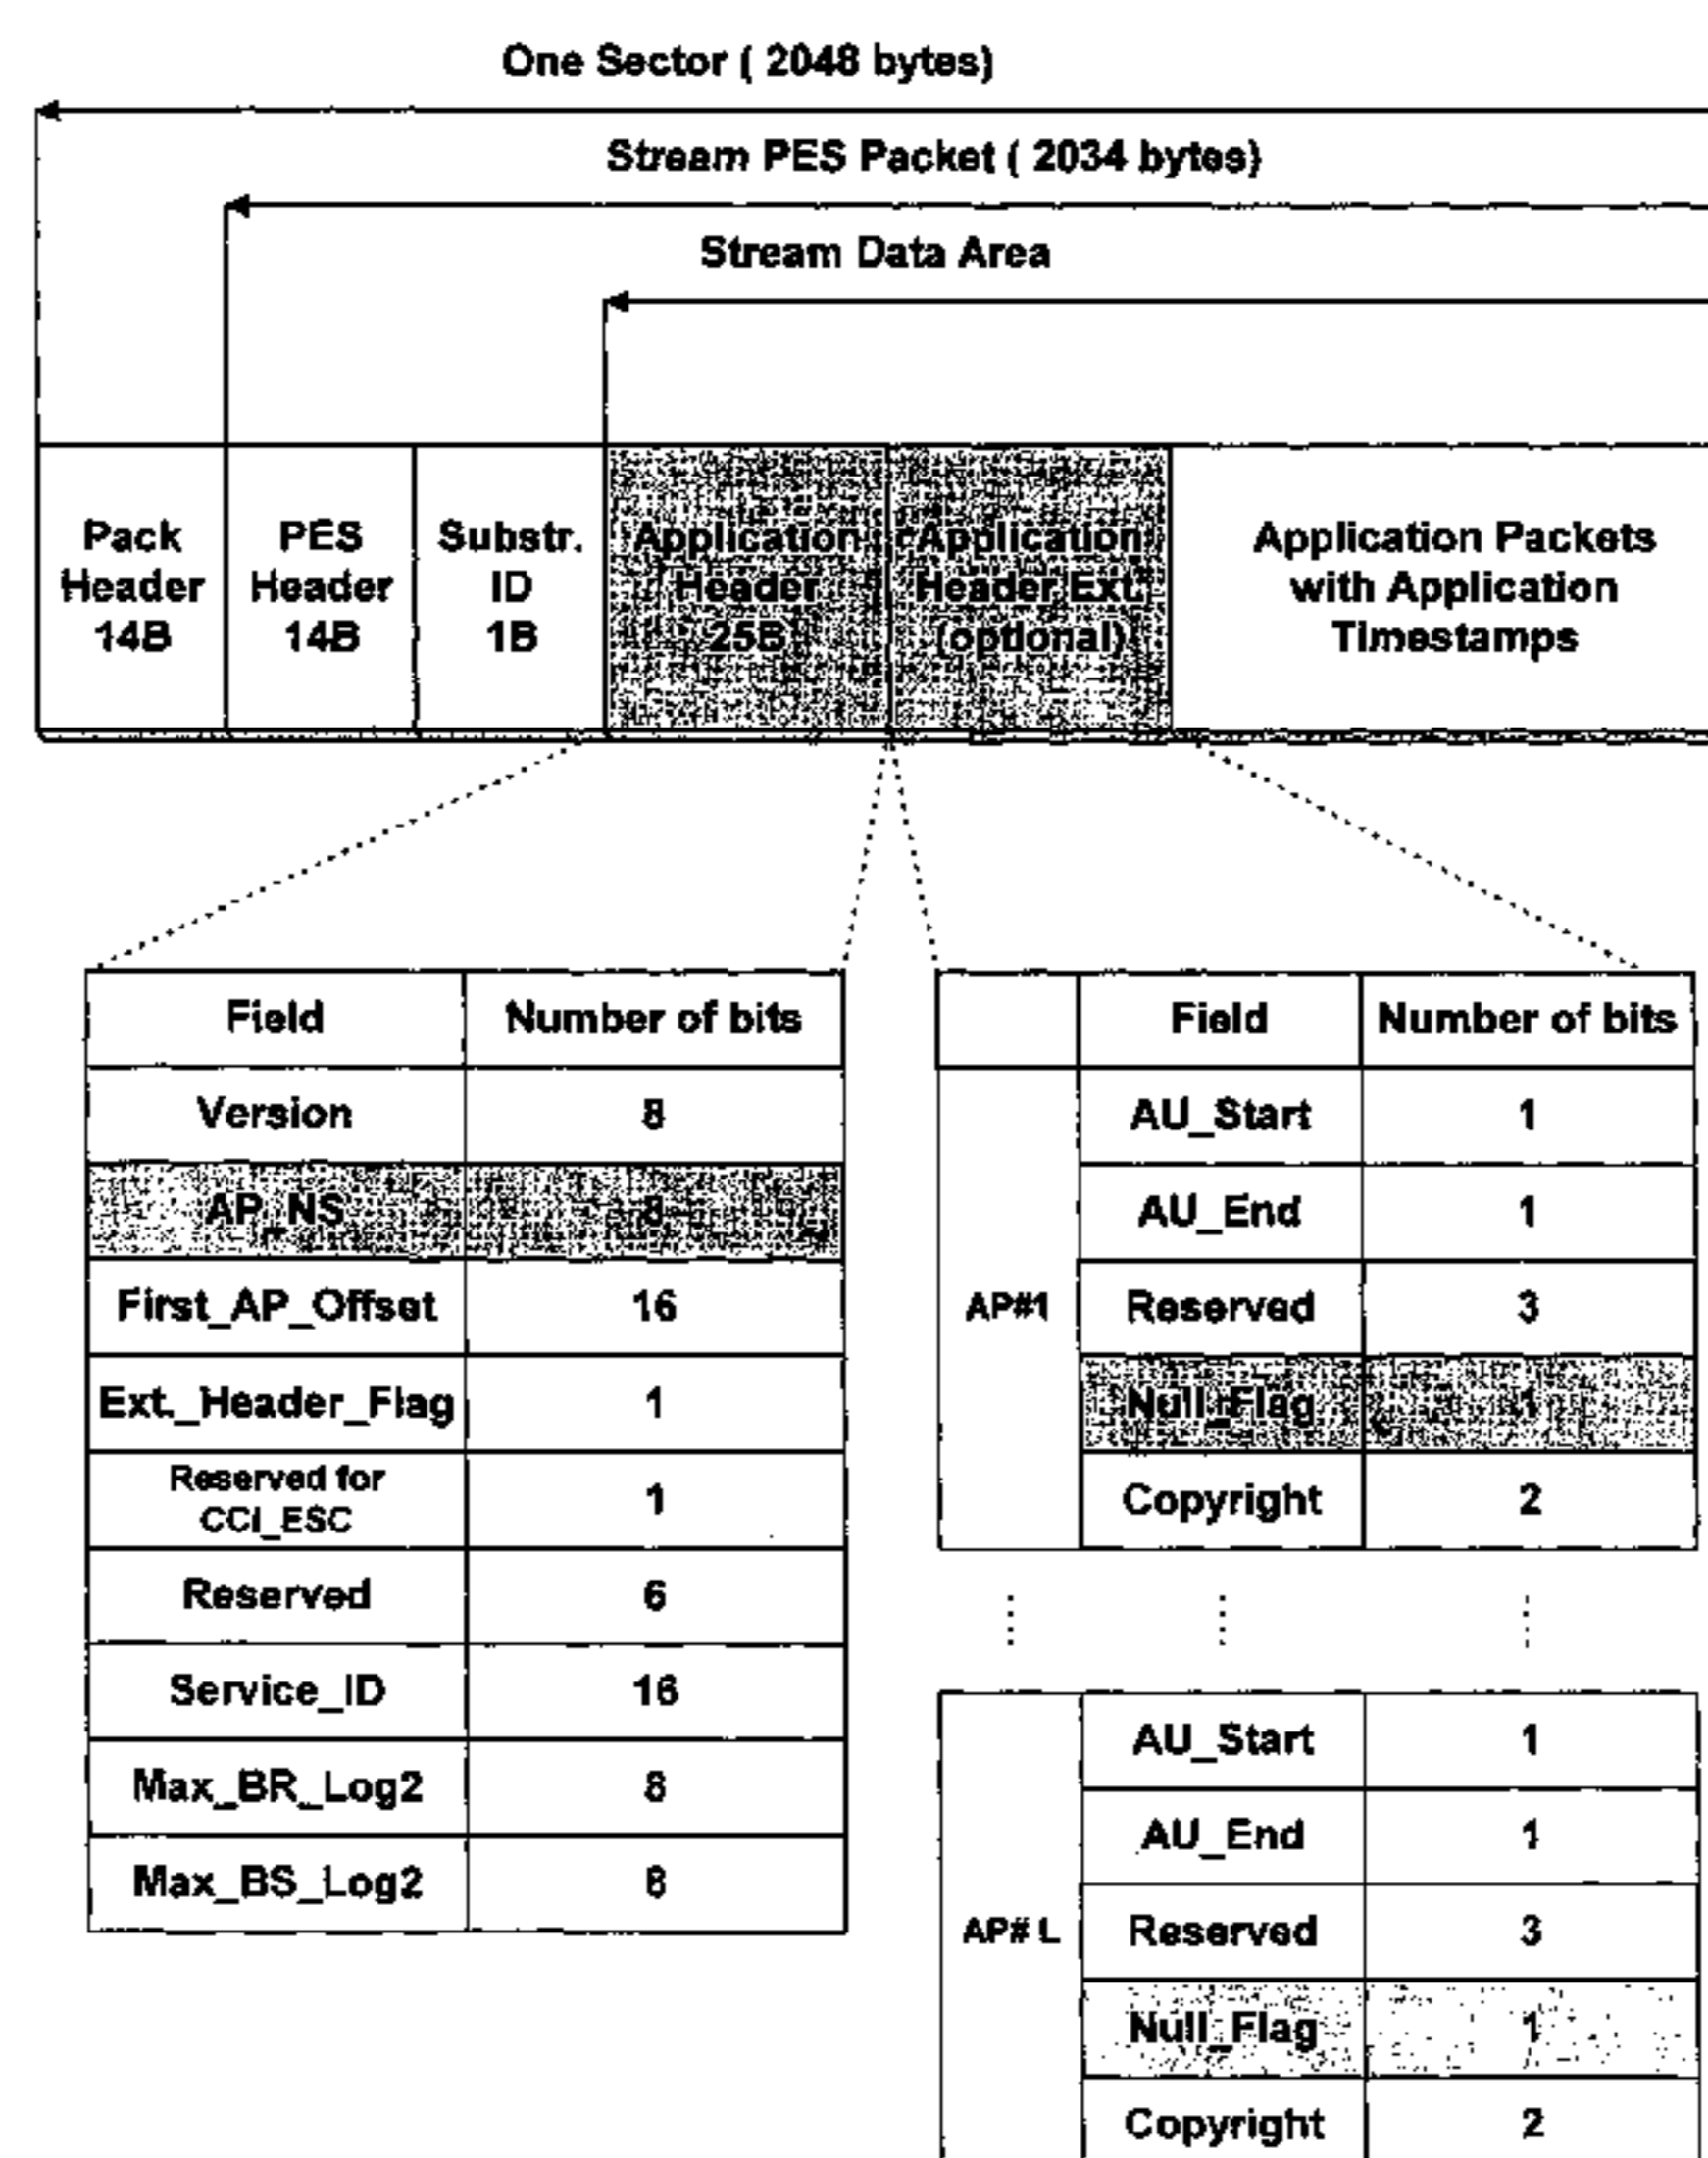 One Sector ( 2048 bytes)
Stream PES Packet ( 2034 bytes)
Stream Data Area
Pack
Header
14B
PES
Header
14B
Substr.
ID
1B
Application
Header
25B
Application
Header Ext.
(optional)
Application Packets
with Application
Timestamps
Field Number of bits
Version 8
AP_NS 8
First_AP_Offset 16
Ext._Header_Flag 1
Reserved for
CCI_ESC 1
Reserved 6
Service_ID 16
Max_BR_Log2 8
Max_BS_Log2 8
Field Number of bits
AP#1
AU_Start 1
AU_End 1
Reserved 3
Null_Flag 1
Copyright 2
AP# L
AU_Start 1
AU_End 1
Reserved 3
Null_Flag 1
Copyright 2